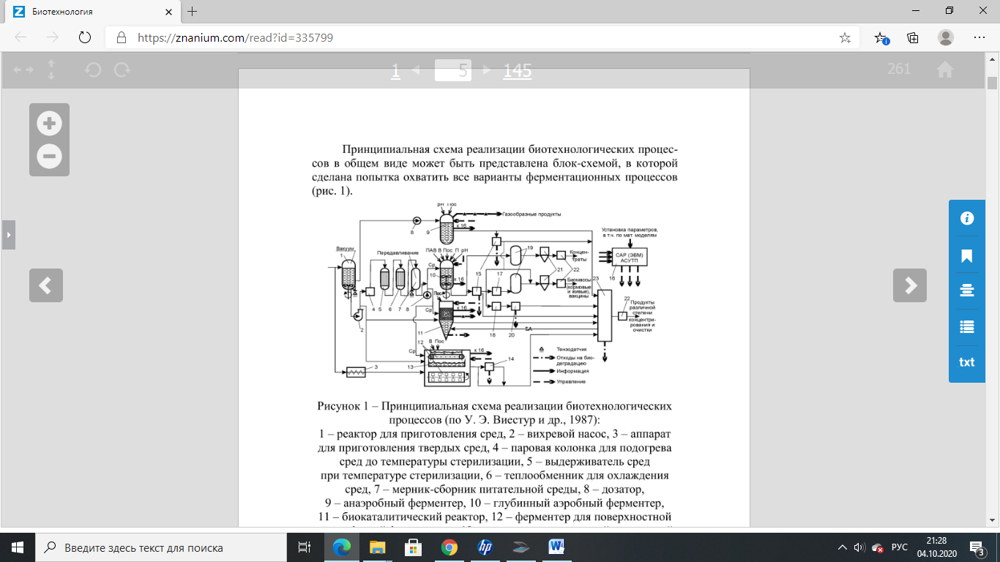 Биотехнология
https://znanium.com/read?id=335799
1
5
145
261
Принципиальная схема реализации биотехнологических процес-
сов в общем виде может быть представлена блок-схемой, в которой
сделана попытка охватить все варианты ферментационных процессов
(рис. 1).
рН Пос
Газообразные продукты
к 16
8
9
Установка параметров,
в т.ч. по мат. моделям
Вакуум
1
Передавливание
ПАВ В Пос П рН
19
Концен-
траты
САР (ЭВМ)
АСУТП
Ср
10
к 16
15
17
21
22
16
23
Биомассы
(кормовые
и живые),
вакцины
4
5
6
7
8
Пос
Ср
к 16
22
Продукты
различной
степени
концентри-
рования и
очистки
2
11
18
20
БА
12
В Пос
Ср
к 16
Тензодатчик
Отходы на био-
деградацию
Информация
Управление
3
13
14
Рисунок 1 – Принципиальная схема реализации биотехнологических
процессов (по У. Э. Виестур и др., 1987):
1 – реактор для приготовления сред, 2 – вихревой насос, 3 – аппарат
для приготовления твердых сред, 4 – паровая колонка для подогрева
сред до температуры стерилизации, 5 – выдерживатель сред
при температуре стерилизации, 6 – теплообменник для охлаждения
сред, 7 – мерник-сборник питательной среды, 8 – дозатор,
9 – анаэробный ферментер, 10 – глубинный аэробный ферментер,
11 – биокаталитический реактор, 12 – ферментер для поверхностной
txt
Введите здесь текст для поиска
РУС
21:28
04.10.2020
3